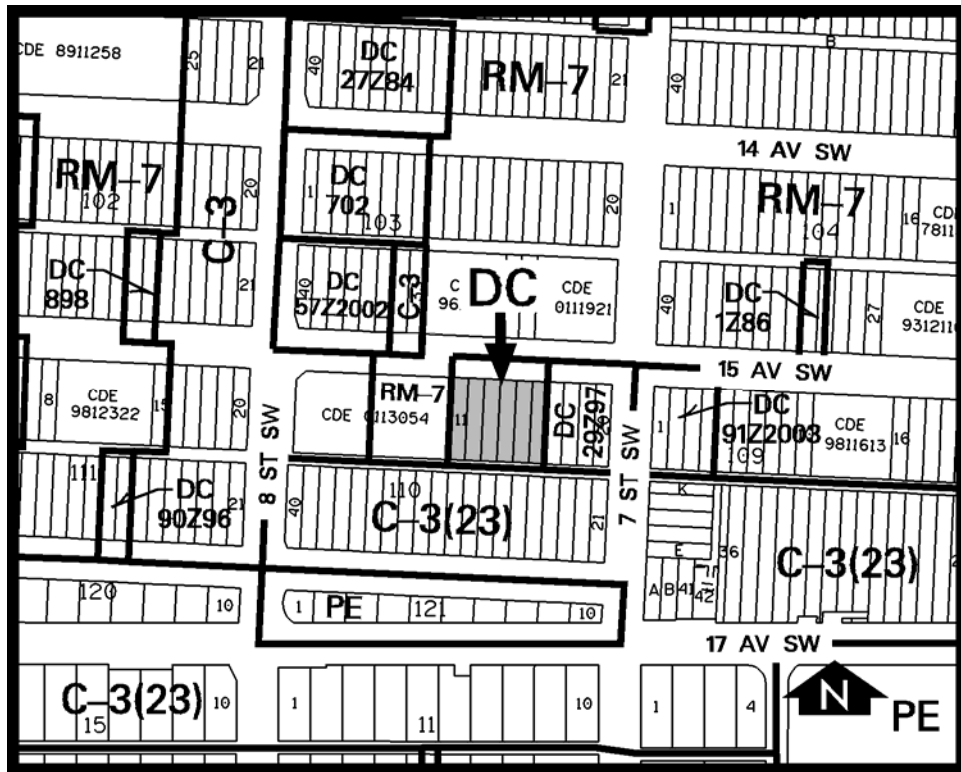 CDE 8911258
25
21
40
DC
27Z84
RM-7
21
40
B
14 AV SW
RM-7
102
C-3
20
1
DC
702
103
20
1
RM-7
104
16
CDE
7811
DC
898
21
40
DC
57Z2002
C-3
C
96
DC
CDE
0111921
40
DC
1Z86
27
CDE
9312110
15 AV SW
8
CDE
9812322
15
20
8 ST SW
CDE 0113054
RM-7
11
DC
29Z97
20
7 ST SW
1
DC
91Z2003
109
CDE
9811613
16
111
DC
90Z96
21
40
110
C-3(23)
21
K
E
36
A
B
41
42
C-3(23)
120
10
1
PE
121
10
17 AV SW
C-3(23)
15
10
1
11
10
1
4
N
PE